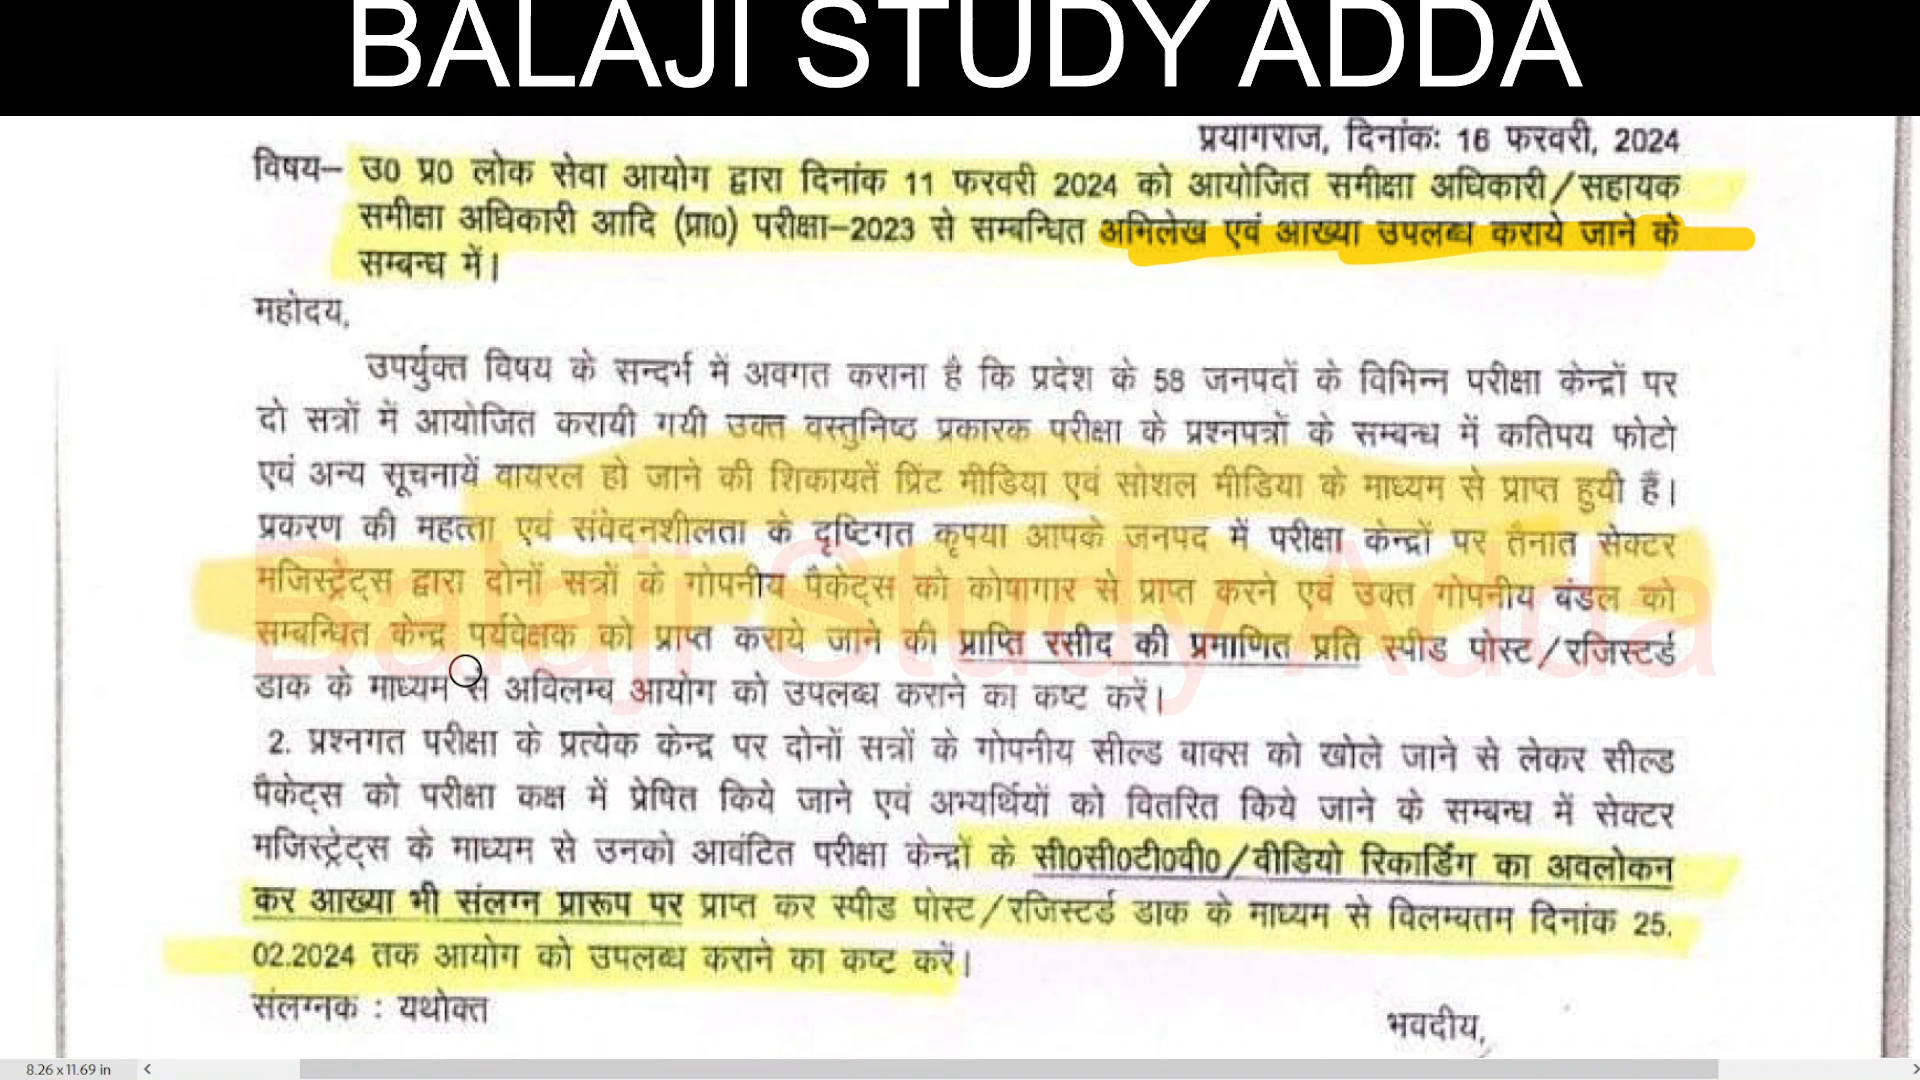 BALAJI STUDY ADDA
प्रयागराज, दिनांकः 16 फरवरी, 2024
विषय– उ0 प्र0 लोक सेवा आयोग द्वारा दिनांक 11 फरवरी 2024 को आयोजित समीक्षा अधिकारी/सहायक
समीक्षा अधिकारी आदि (प्रा0) परीक्षा–2023 से सम्बन्धित अभिलेख एवं आख्या उपलब्ध कराये जाने के
सम्बन्ध में।
महोदय,
उपर्युक्त विषय के सन्दर्भ में अवगत कराना है कि प्रदेश के 58 जनपदों के विभिन्न परीक्षा केन्द्रों पर
दो सत्रों में आयोजित करायी गयी उक्त वस्तुनिष्ठ प्रकारक परीक्षा के प्रश्नपत्रों के सम्बन्ध में कतिपय फोटो
एवं अन्य सूचनायें वायरल हो जाने की शिकायतें प्रिंट मीडिया एवं सोशल मीडिया के माध्यम से प्राप्त हुयी हैं।
प्रकरण की महत्ता एवं संवेदनशीलता के दृष्टिगत कृपया आपके जनपद में परीक्षा केन्द्रों पर तैनात सेक्टर
मजिस्ट्रेट्स द्वारा दोनों सत्रों के गोपनीय पैकेट्स को कोषागार से प्राप्त करने एवं उक्त गोपनीय बंडल को
सम्बन्धित केन्द्र पर्यवेक्षक को प्राप्त कराये जाने की प्राप्ति रसीद की प्रमाणित प्रति स्पीड पोस्ट/रजिस्टर्ड
Balaji Study Adda
डाक के माध्यम से अविलम्ब आयोग को उपलब्ध कराने का कष्ट करें।
2. प्रश्नगत परीक्षा के प्रत्येक केन्द्र पर दोनों सत्रों के गोपनीय सील्ड बाक्स को खोले जाने से लेकर सील्ड
पैकेट्स को परीक्षा कक्ष में प्रेषित किये जाने एवं अभ्यर्थियों को वितरित किये जाने के सम्बन्ध में सेक्टर
मजिस्ट्रेट्स के माध्यम से उनको आवंटित परीक्षा केन्द्रों के सी0सी0टी0वी0/वीडियो रिकार्डिंग का अवलोकन
कर आख्या भी संलग्न प्रारूप पर प्राप्त कर स्पीड पोस्ट/रजिस्टर्ड डाक के माध्यम से विलम्बतम दिनांक 25.
02.2024 तक आयोग को उपलब्ध कराने का कष्ट करें।
संलग्नक : यथोक्त
भवदीय,
8.26 x 11.69 in